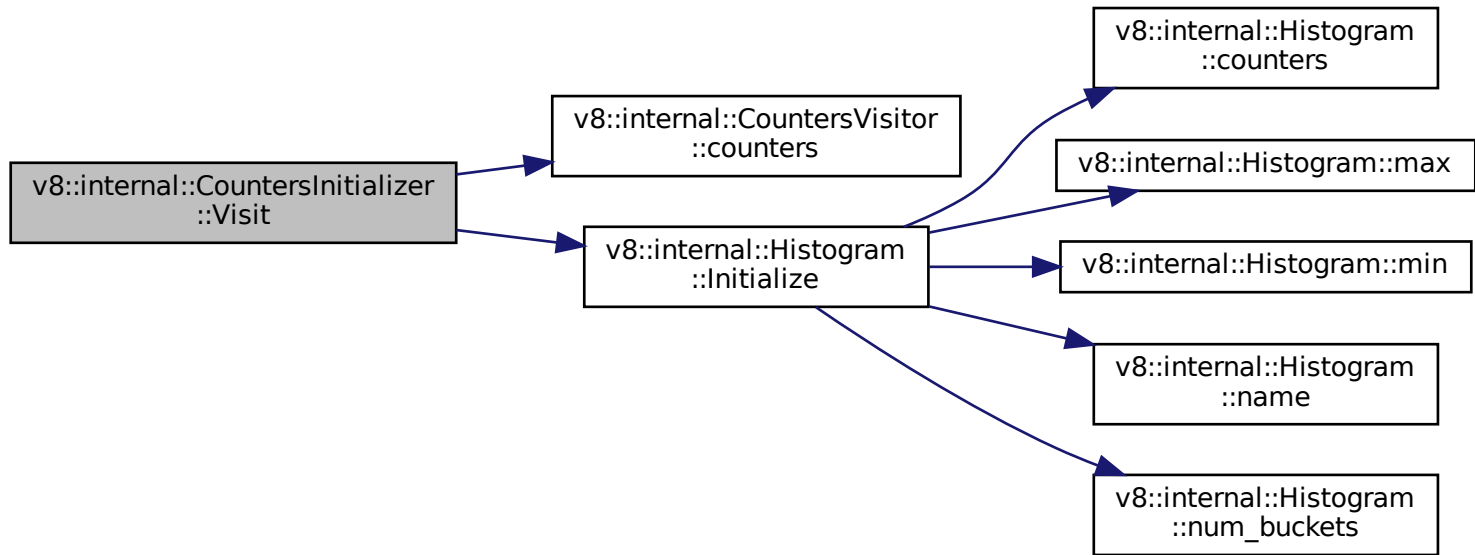 v8::internal::CountersInitializer
::Visit
v8::internal::CountersVisitor
::counters
v8::internal::Histogram
::Initialize
v8::internal::Histogram
::counters
v8::internal::Histogram::max
v8::internal::Histogram::min
v8::internal::Histogram
::name
v8::internal::Histogram
::num_buckets